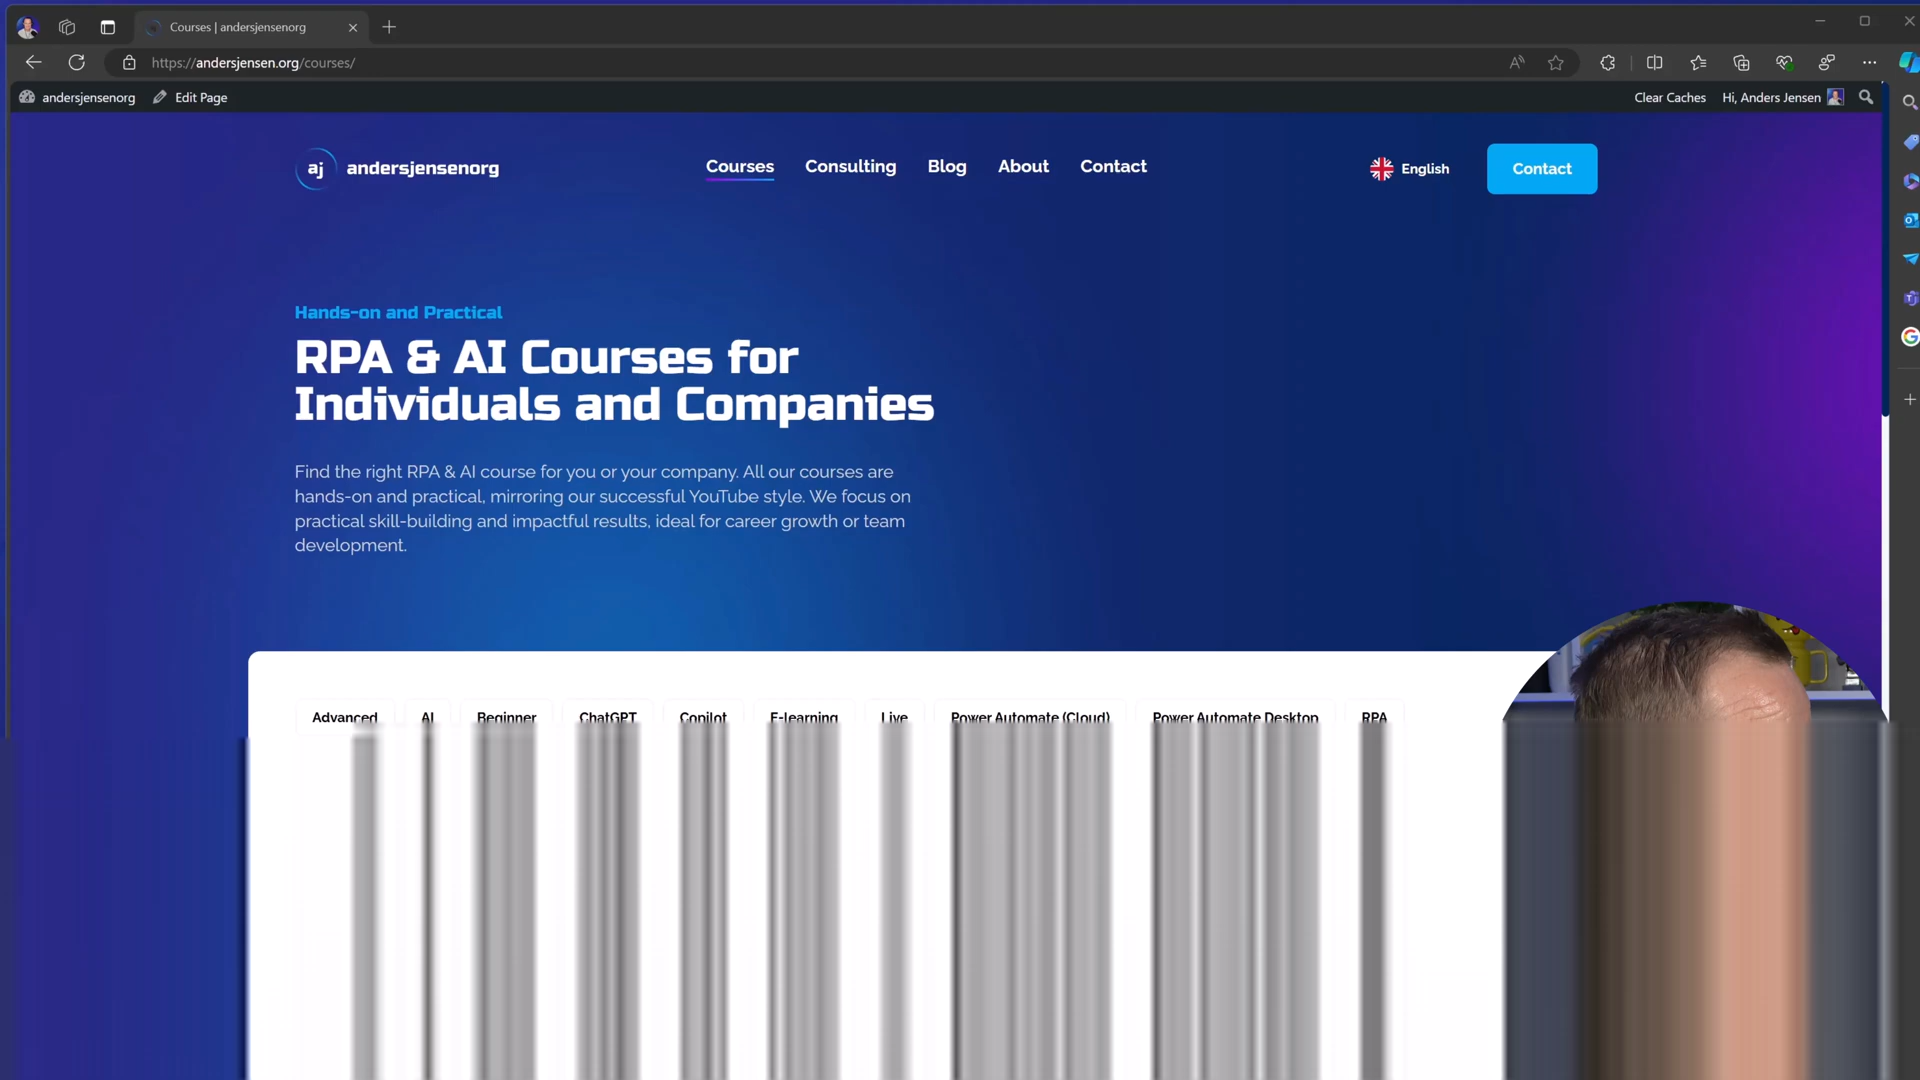 Courses | andersjensenorg
https://andersjensen.org/courses/
andersjensenorg
Edit Page
Clear Caches
Hi, Anders Jensen
aj
andersjensenorg
Courses
Consulting
Blog
About
Contact
English
Contact
Hands-on and Practical
RPA & AI Courses for
Individuals and Companies
Find the right RPA & AI course for you or your company. All our courses are
hands-on and practical, mirroring our successful YouTube style. We focus on
practical skill-building and impactful results, ideal for career growth or team
development.
Advanced
AI
Beginner
ChatGPT
Copilot
E-learning
Live
Power Automate (Cloud)
Power Automate Desktop
RPA